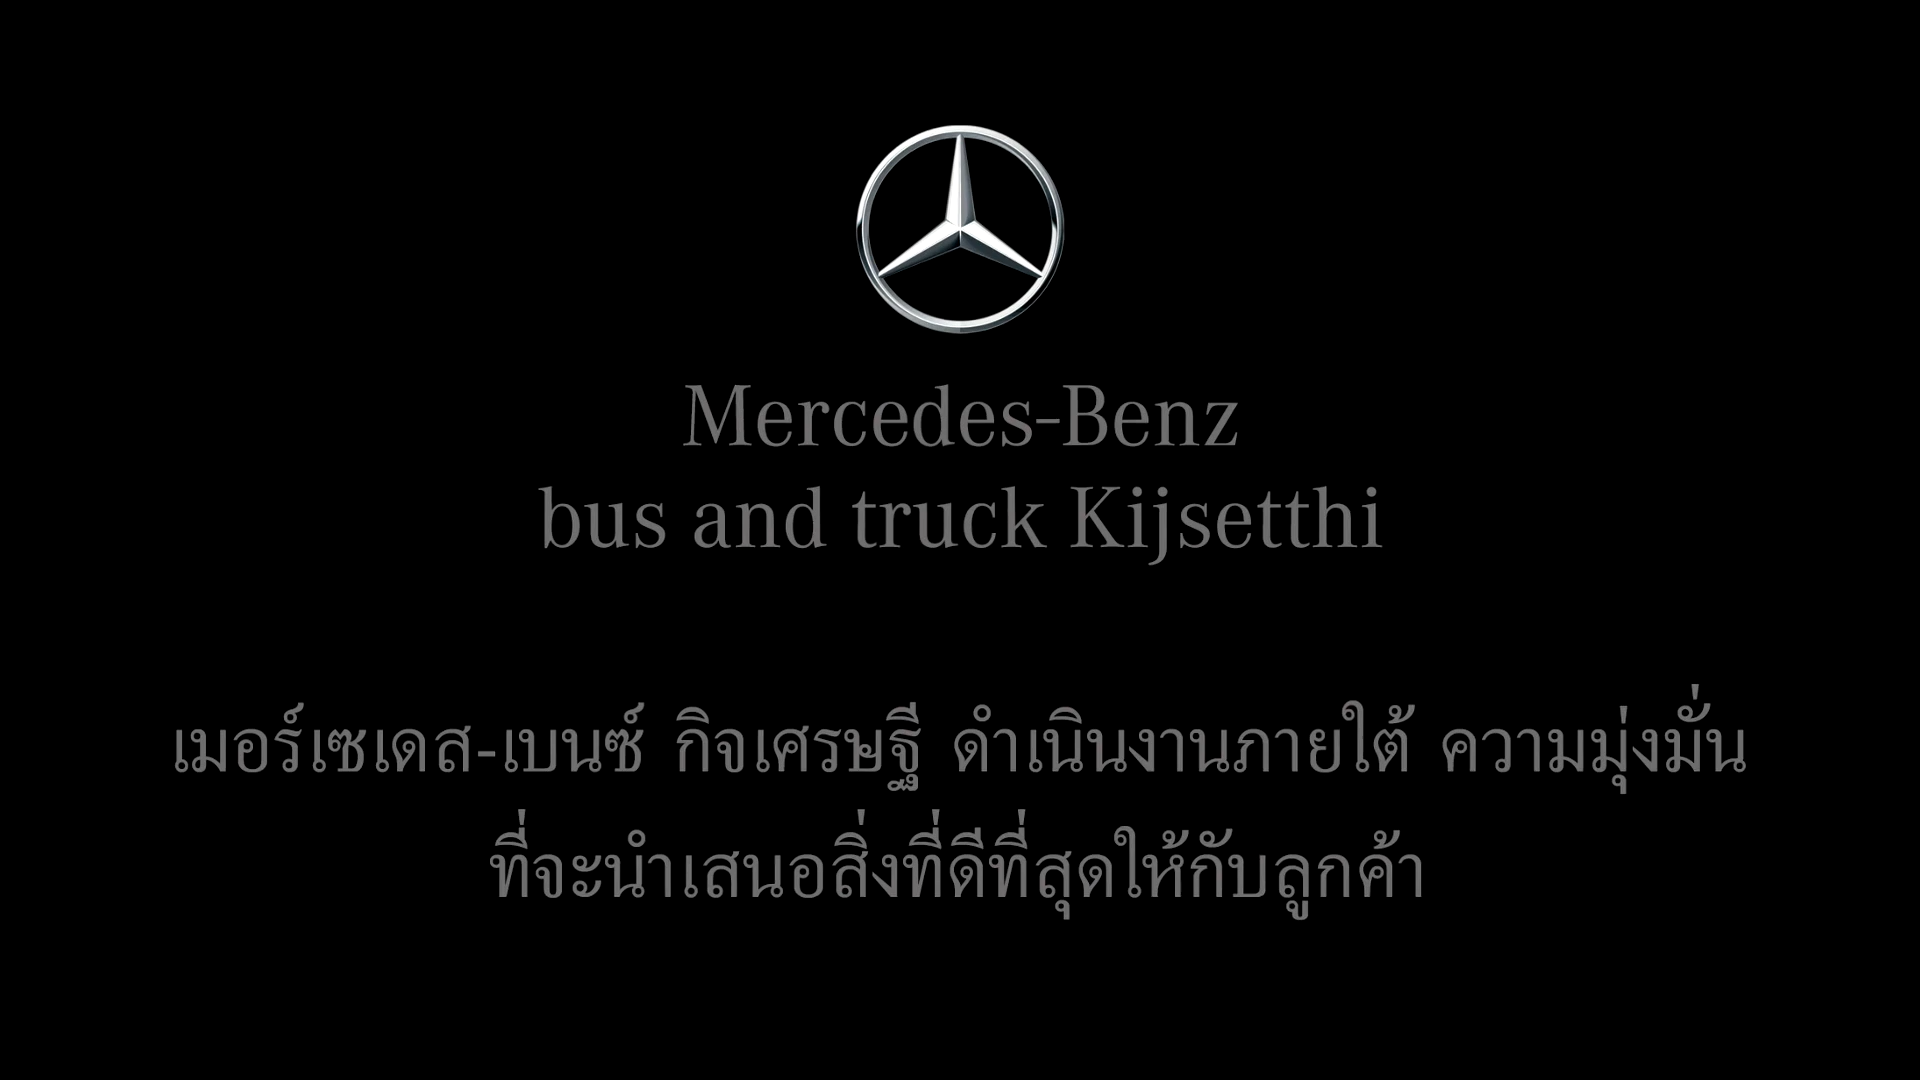 Mercedes-Benz
bus and truck Kijsetthi
เมอร์เซเดส-เบนซ์ กิจเศรษฐี ดำเนินงานภายใต้ ความมุ่งมั่น
ที่จะนำเสนอสิ่งที่ดีที่สุดให้กับลูกค้า